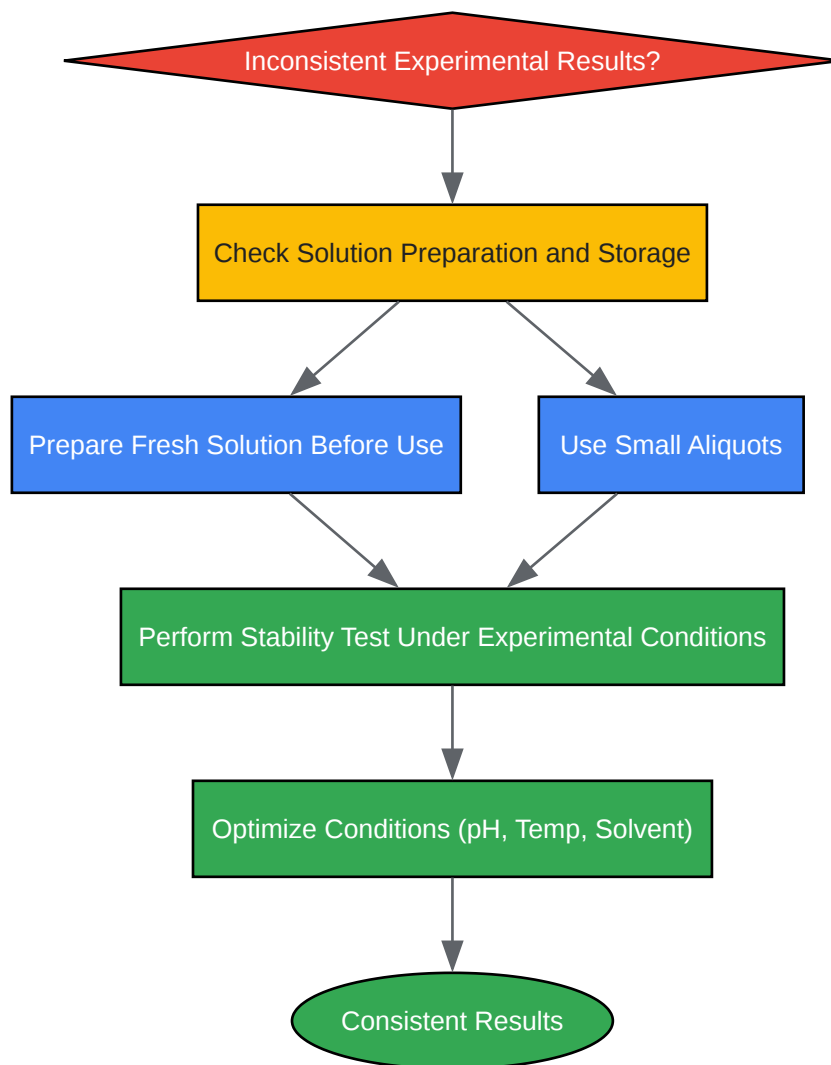 Inconsistent Experimental Results?
Check Solution Preparation and Storage
Prepare Fresh Solution Before Use
Use Small Aliquots
Perform Stability Test Under Experimental Conditions
Optimize Conditions (pH, Temp, Solvent)
Consistent Results